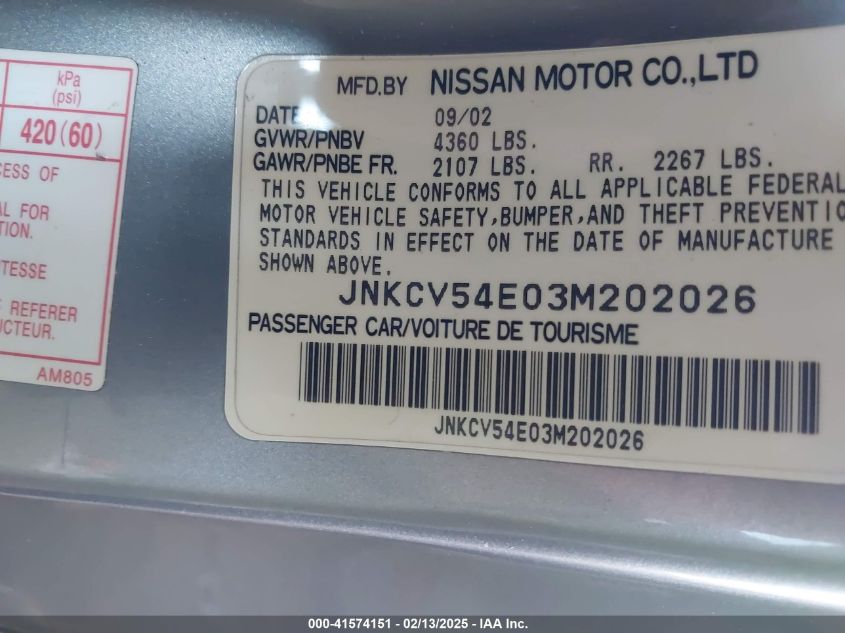 kPa
(psi)
420(60)
CESS OF
AL FOR
TION.
TESSE
E REFERER
UCTEUR.
AM805
MFD.BY NISSAN MOTOR CO.,LTD
DATE 09/02
GVWR/PNBV 4360 LBS.
GAWR/PNBE FR. 2107 LBS. RR. 2267 LBS.
THIS VEHICLE CONFORMS TO ALL APPLICABLE FEDERAL
MOTOR VEHICLE SAFETY,BUMPER,AND THEFT PREVENTIO
STANDARDS IN EFFECT ON THE DATE OF MANUFACTURE
SHOWN ABOVE.
JNKCV54E03M202026
PASSENGER CAR/VOITURE DE TOURISME
JNKCV54E03M202026
000-41574151 - 02/13/2025 - IAA Inc.